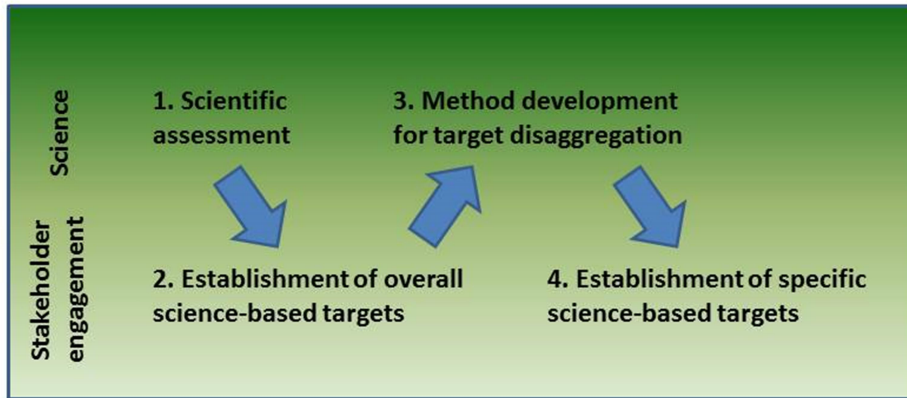 Science
1. Scientific
assessment
3. Method development
for target disaggregation
Stakeholder
engagement
2. Establishment of overall
science-based targets
4. Establishment of specific
science-based targets